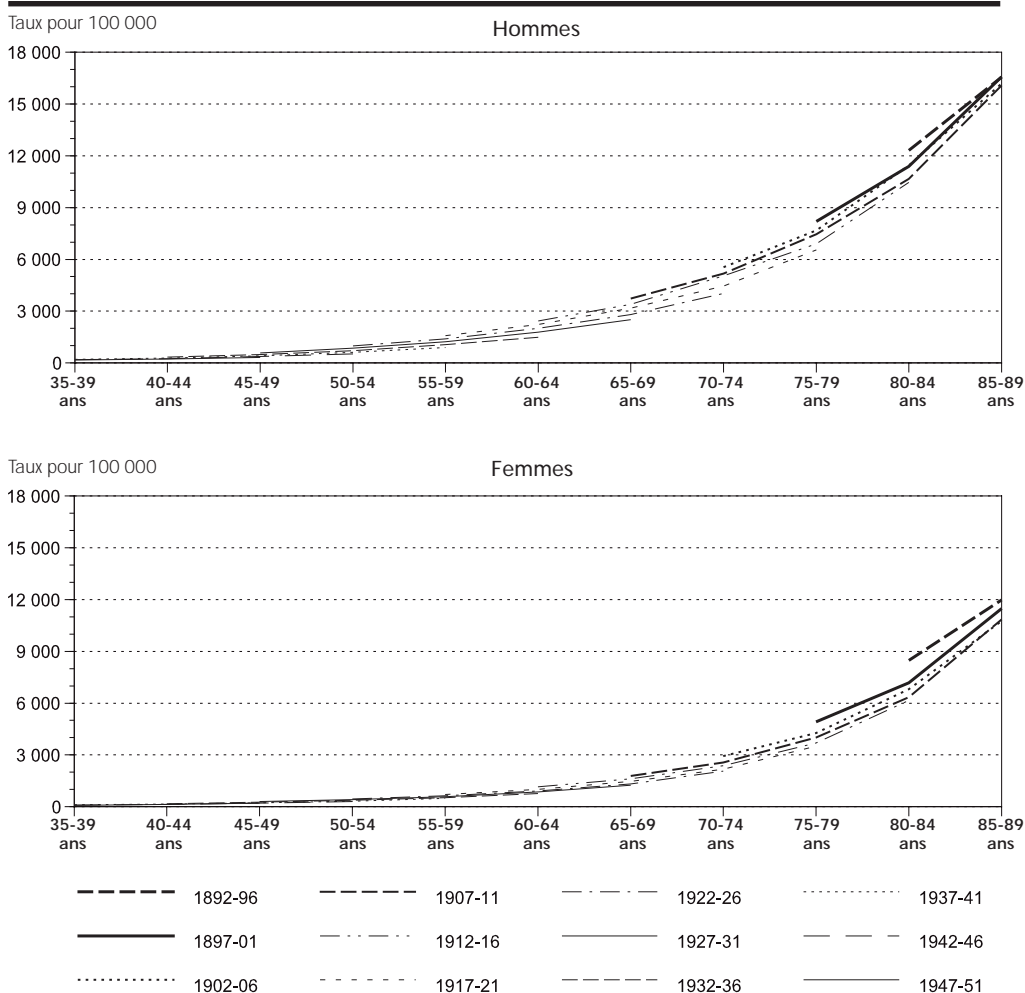 Taux pour 100 000
Hommes
18 000
15 000
12 000
9 000
6 000
3 000
0
35-39 40-44 45-49 50-54 55-59 60-64 65-69 70-74 75-79 80-84 85-89
ans ans ans ans ans ans ans ans ans ans ans
Taux pour 100 000
Femmes
18 000
15 000
12 000
9 000
6 000
3 000
0
35-39 40-44 45-49 50-54 55-59 60-64 65-69 70-74 75-79 80-84 85-89
ans ans ans ans ans ans ans ans ans ans ans
1892-96 1907-11 1922-26 1937-41
1897-01 1912-16 1927-31 1942-46
1902-06 1917-21 1932-36 1947-51